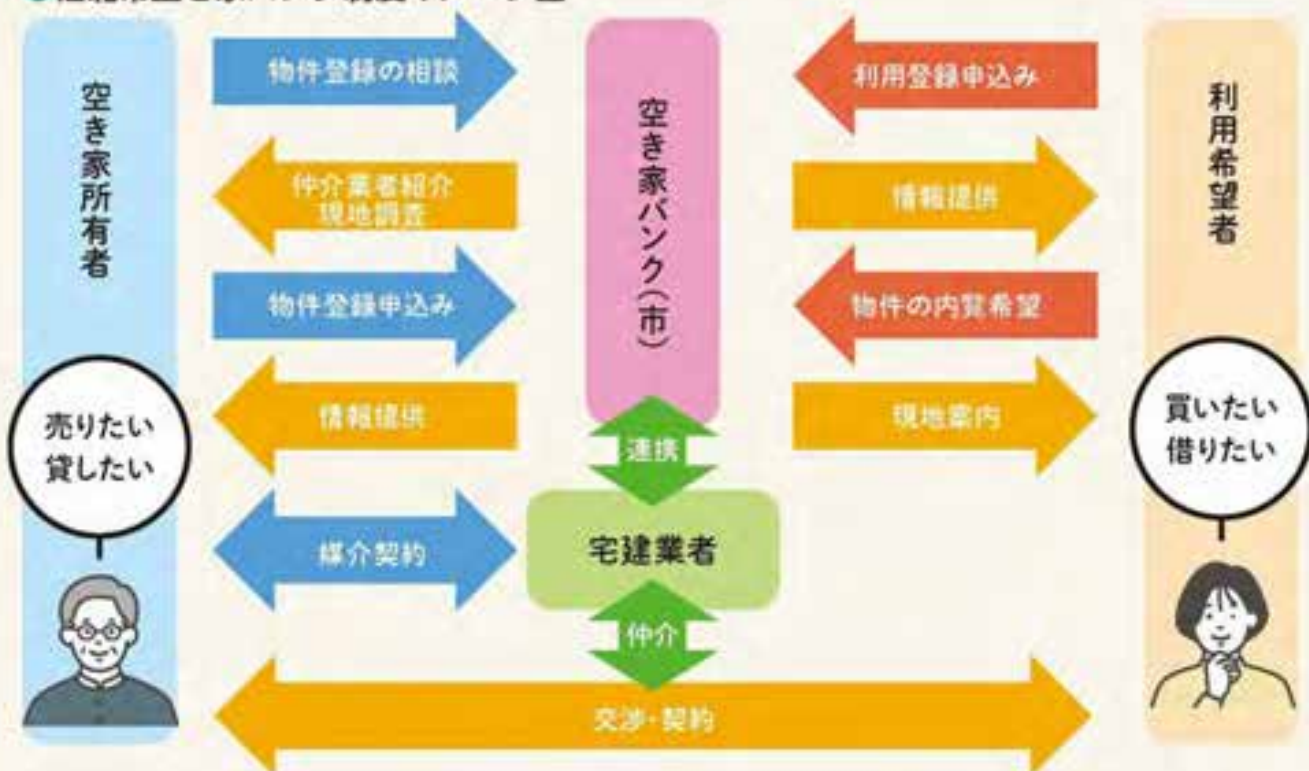 空き家所有者
売りたい
貸したい
物件登録の相談
仲介業者紹介
現地調査
物件登録申込み
情報提供
媒介契約
空き家バンク(市)
連携
宅建業者
仲介
交渉・契約
利用登録申込み
情報提供
物件の内覧希望
現地案内
利用希望者
買いたい
借りたい